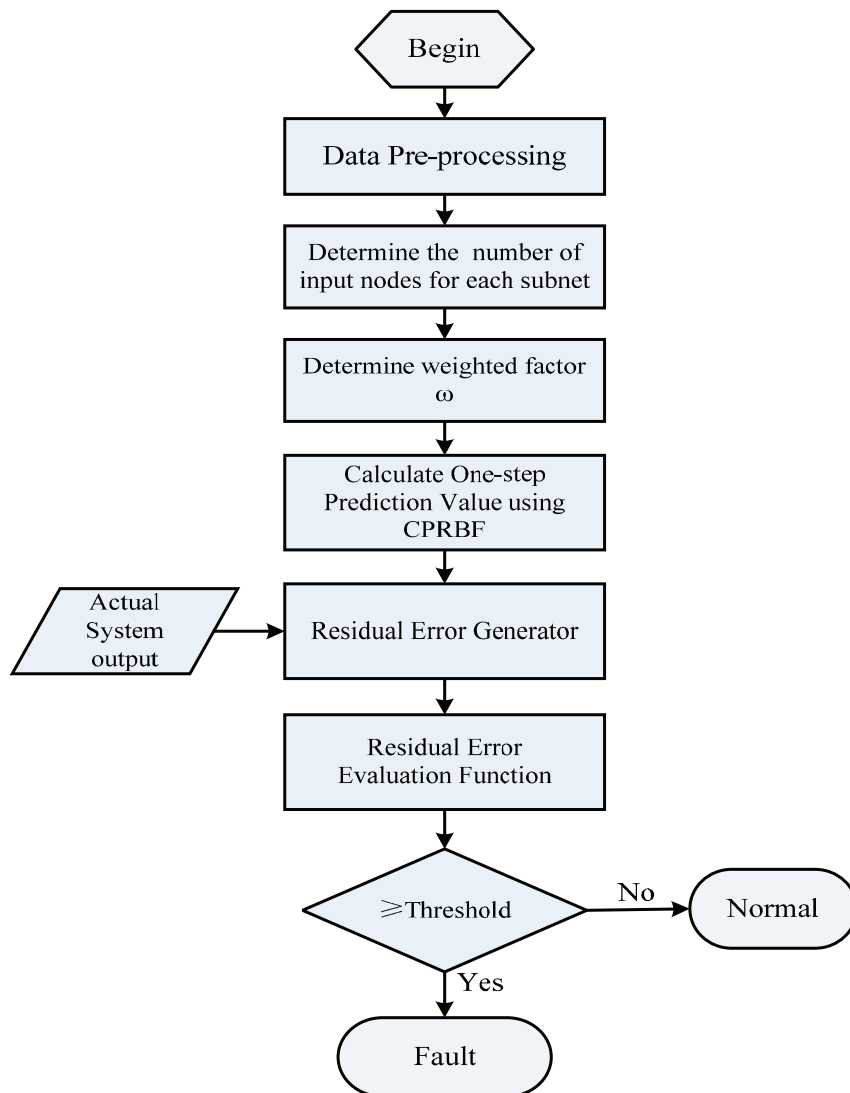 Begin
Data Pre-processing
Determine the number of
input nodes for each subnet
Determine weighted factor
ω
Calculate One-step
Prediction Value using
CPRBF
Actual
System
output
Residual Error Generator
Residual Error
Evaluation Function
≥Threshold
No
Normal
Yes
Fault